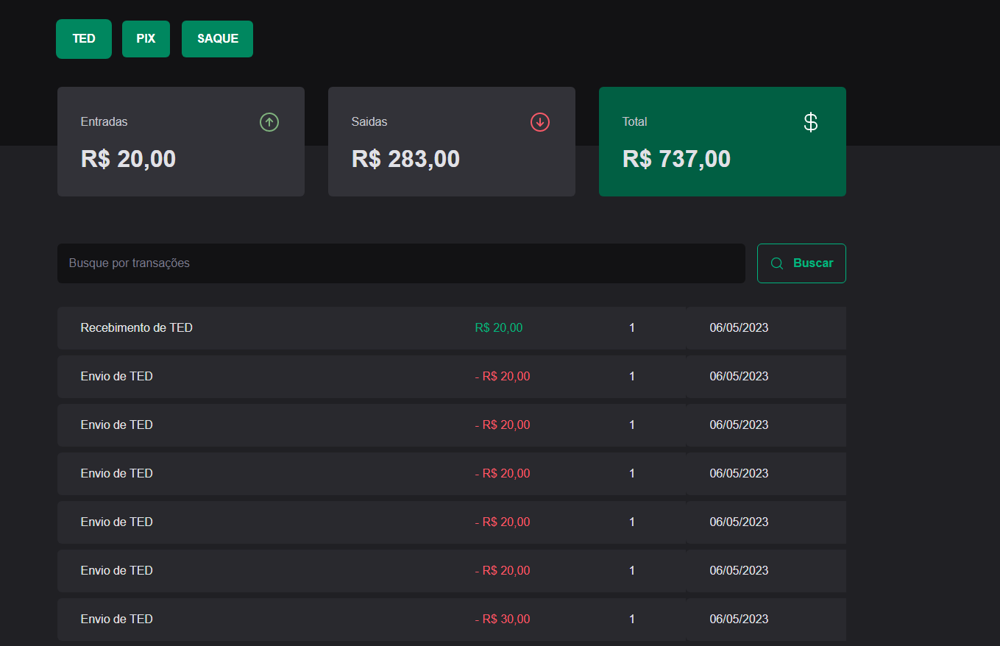 TED PIX SAQUE
Entradas Saidas Total $
R$ 20,00 R$ 283,00 R$ 737,00
Busque por transações Buscar
Recebimento de TED R$ 20,00 1 06/05/2023
Envio de TED - R$ 20,00 1 06/05/2023
Envio de TED - R$ 20,00 1 06/05/2023
Envio de TED - R$ 20,00 1 06/05/2023
Envio de TED - R$ 20,00 1 06/05/2023
Envio de TED - R$ 20,00 1 06/05/2023
Envio de TED - R$ 30,00 1 06/05/2023